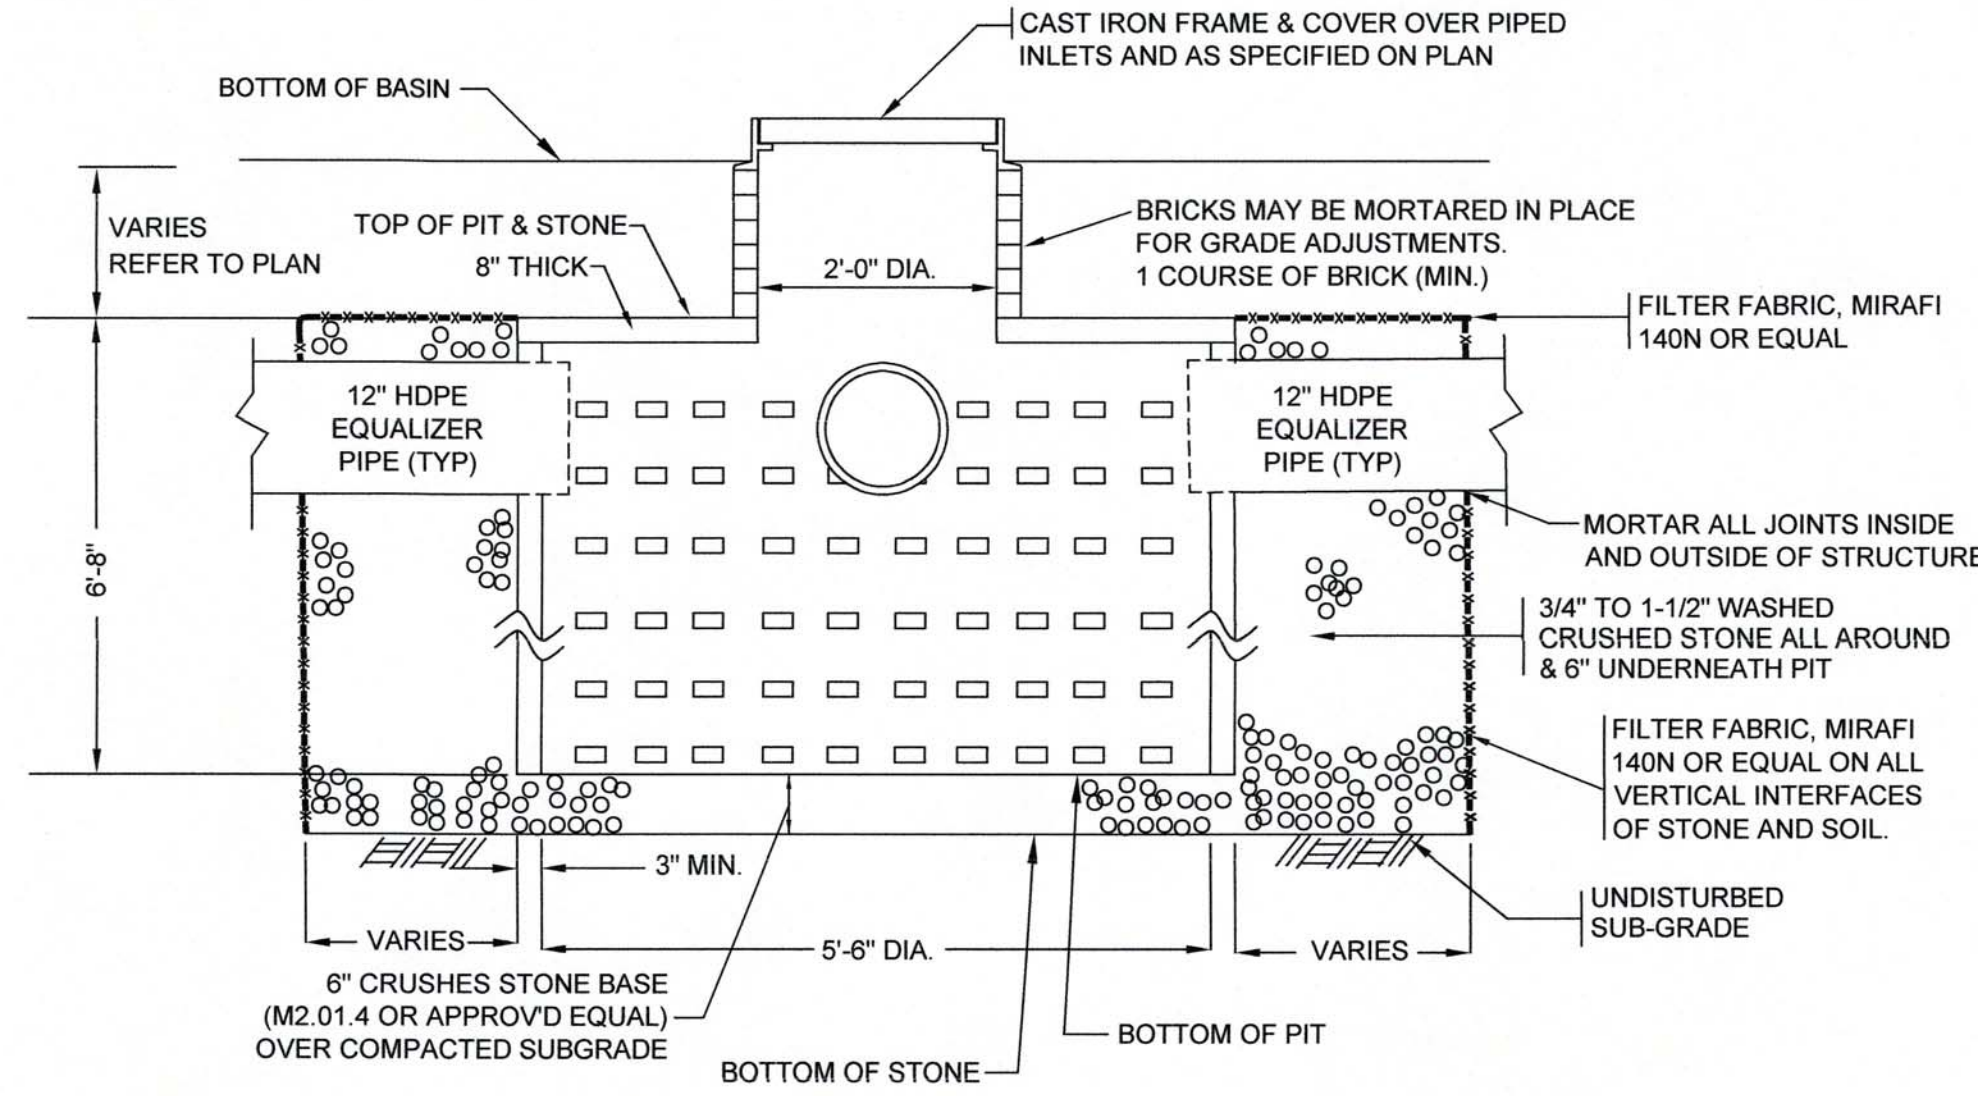 CAST IRON FRAME & COVER OVER PIPED
INLETS AND AS SPECIFIED ON PLAN
BOTTOM OF BASIN
VARIES
REFER TO PLAN
TOP OF PIT & STONE
8" THICK
2'-0" DIA.
BRICKS MAY BE MORTARED IN PLACE
FOR GRADE ADJUSTMENTS.
1 COURSE OF BRICK (MIN.)
FILTER FABRIC, MIRAFI
140N OR EQUAL
12" HDPE
EQUALIZER
PIPE (TYP)
12" HDPE
EQUALIZER
PIPE (TYP)
6'-8"
MORTAR ALL JOINTS INSIDE
AND OUTSIDE OF STRUCTURE
3/4" TO 1-1/2" WASHED
CRUSHED STONE ALL AROUND
& 6" UNDERNEATH PIT
FILTER FABRIC, MIRAFI
140N OR EQUAL ON ALL
VERTICAL INTERFACES
OF STONE AND SOIL.
3" MIN.
UNDISTURBED
SUB-GRADE
VARIES
5'-6" DIA.
VARIES
6" CRUSHES STONE BASE
(M2.01.4 OR APPROV'D EQUAL)
OVER COMPACTED SUBGRADE
BOTTOM OF PIT
BOTTOM OF STONE